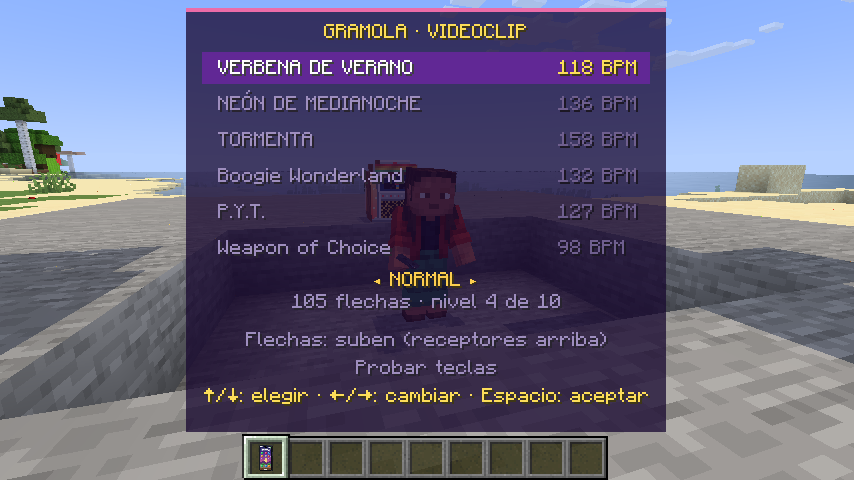 GRAMOLA · VIDEOCLIP
VERBENA DE VERANO 118 BPM
NEÓN DE MEDIANOCHE 136 BPM
TORMENTA 158 BPM
Boogie Wonderland 132 BPM
P.Y.T. 127 BPM
Weapon of Choice 98 BPM
◂ NORMAL ▸
105 flechas · nivel 4 de 10
Flechas: suben (receptores arriba)
Probar teclas
↑/↓: elegir · ←/→: cambiar · Espacio: aceptar